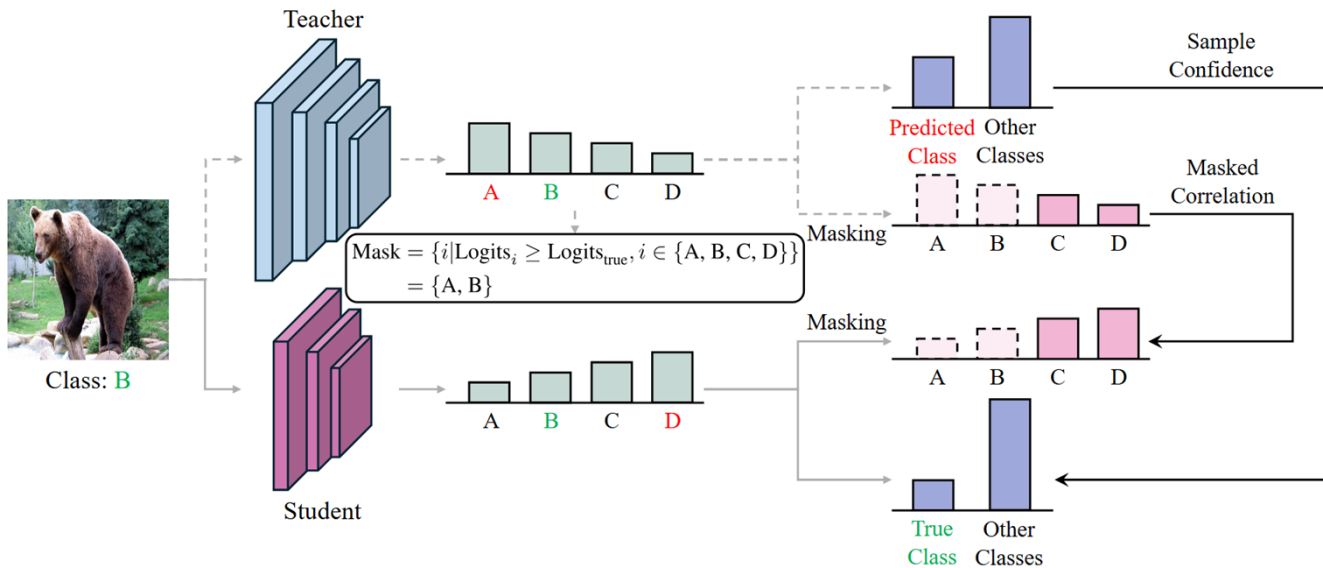 Teacher
Sample
Confidence
Predicted
Class
Other
Classes
A
B
C
D
Masked
Correlation
Masking
A
B
C
D
Mask = {i|Logits_i ≥ Logits_true, i ∈ {A, B, C, D}}
= {A, B}
Class: B
Masking
A
B
C
D
A
B
C
D
Student
True
Class
Other
Classes